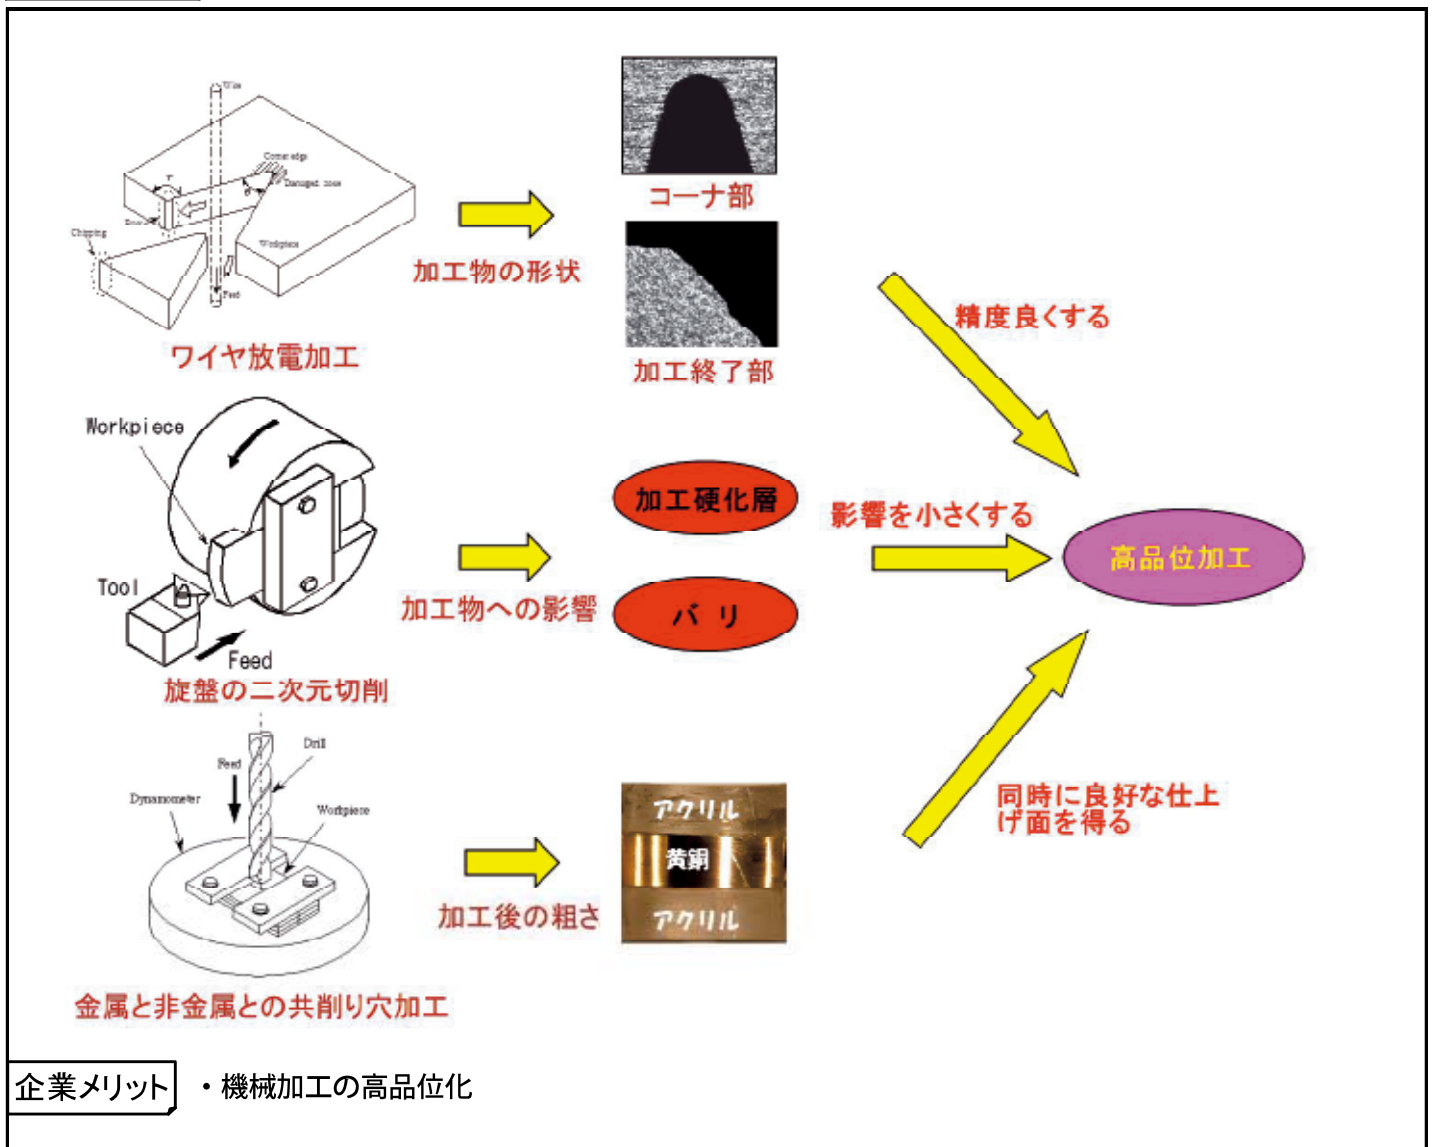 Wire
Corner edge
Damaged zone
θ
Chipping
Workpiece
Feed
ワイヤ放電加工
加工物の形状
コーナ部
加工終了部
精度良くする
Workpiece
Tool
Feed
旋盤の二次元切削
加工物への影響
加工硬化層
バリ
影響を小さくする
高品位加工
Drill
Feed
Dynamometer
Workpiece
金属と非金属との共削り穴加工
加工後の粗さ
アクリル
黄銅
アクリル
同時に良好な仕上
げ面を得る
企業メリット
・機械加工の高品位化